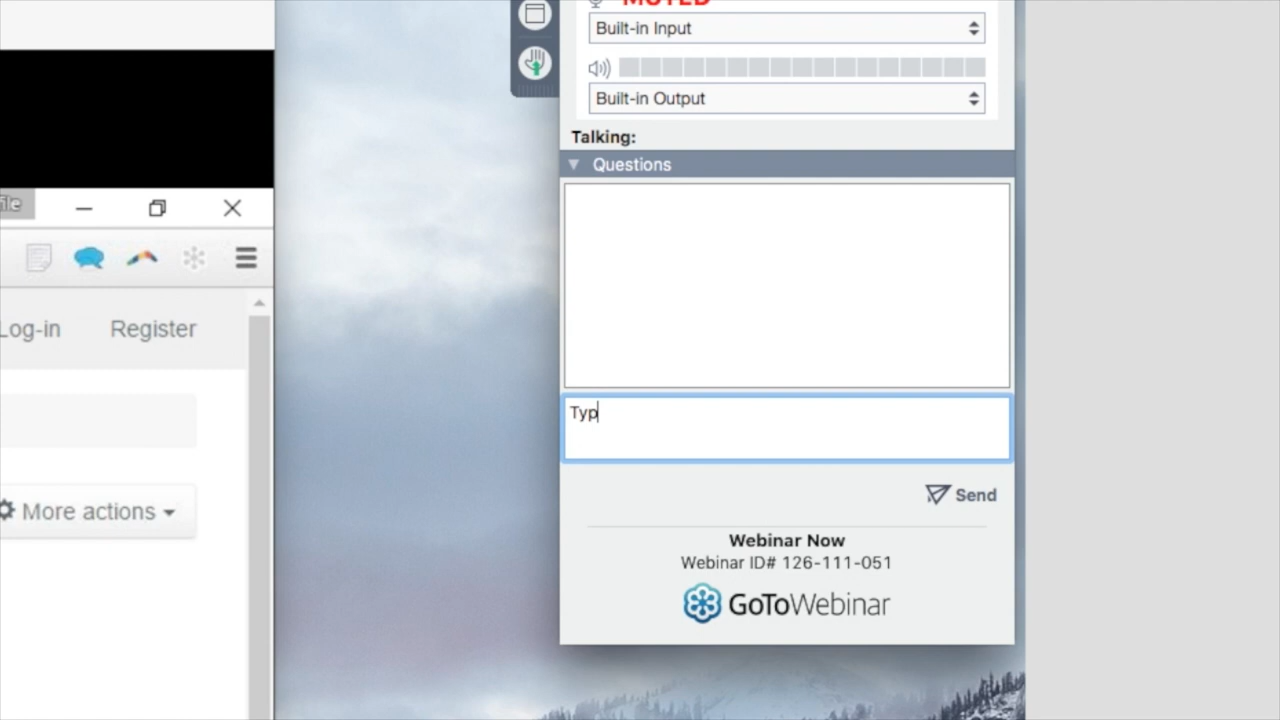 MUTED
Built-in Input
Built-in Output
Talking:
Questions
Typ
Send
Webinar Now
Webinar ID# 126-111-051
GoToWebinar
ile
Log-in
Register
More actions